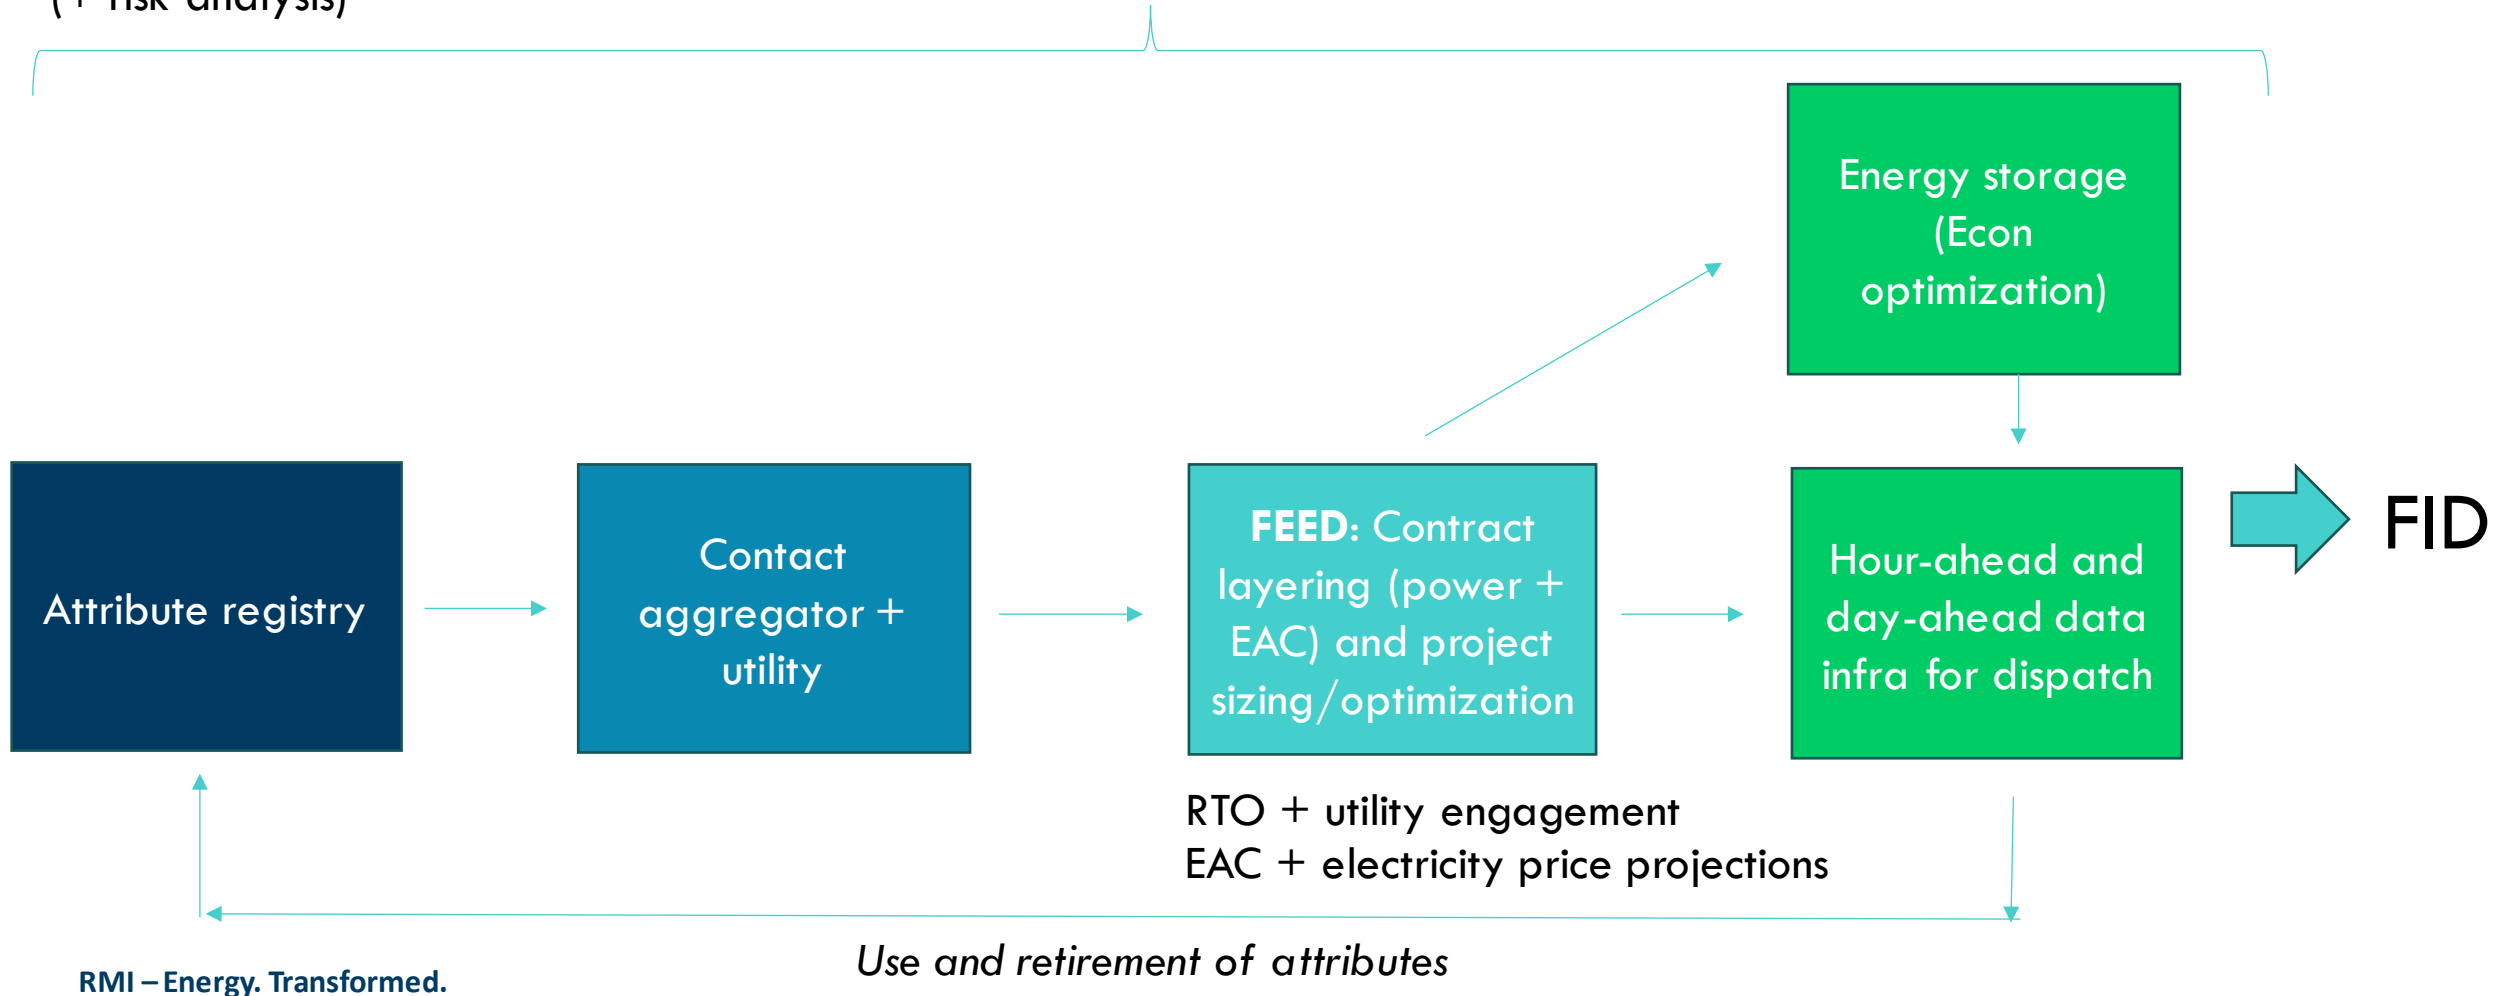 (+ risk analysis)
Energy storage
(Econ
optimization)
Attribute registry
Contact
aggregator +
utility
FEED: Contract
layering (power +
EAC) and project
sizing/optimization
Hour-ahead and
day-ahead data
infra for dispatch
FID
RTO + utility engagement
EAC + electricity price projections
Use and retirement of attributes
RMI – Energy. Transformed.